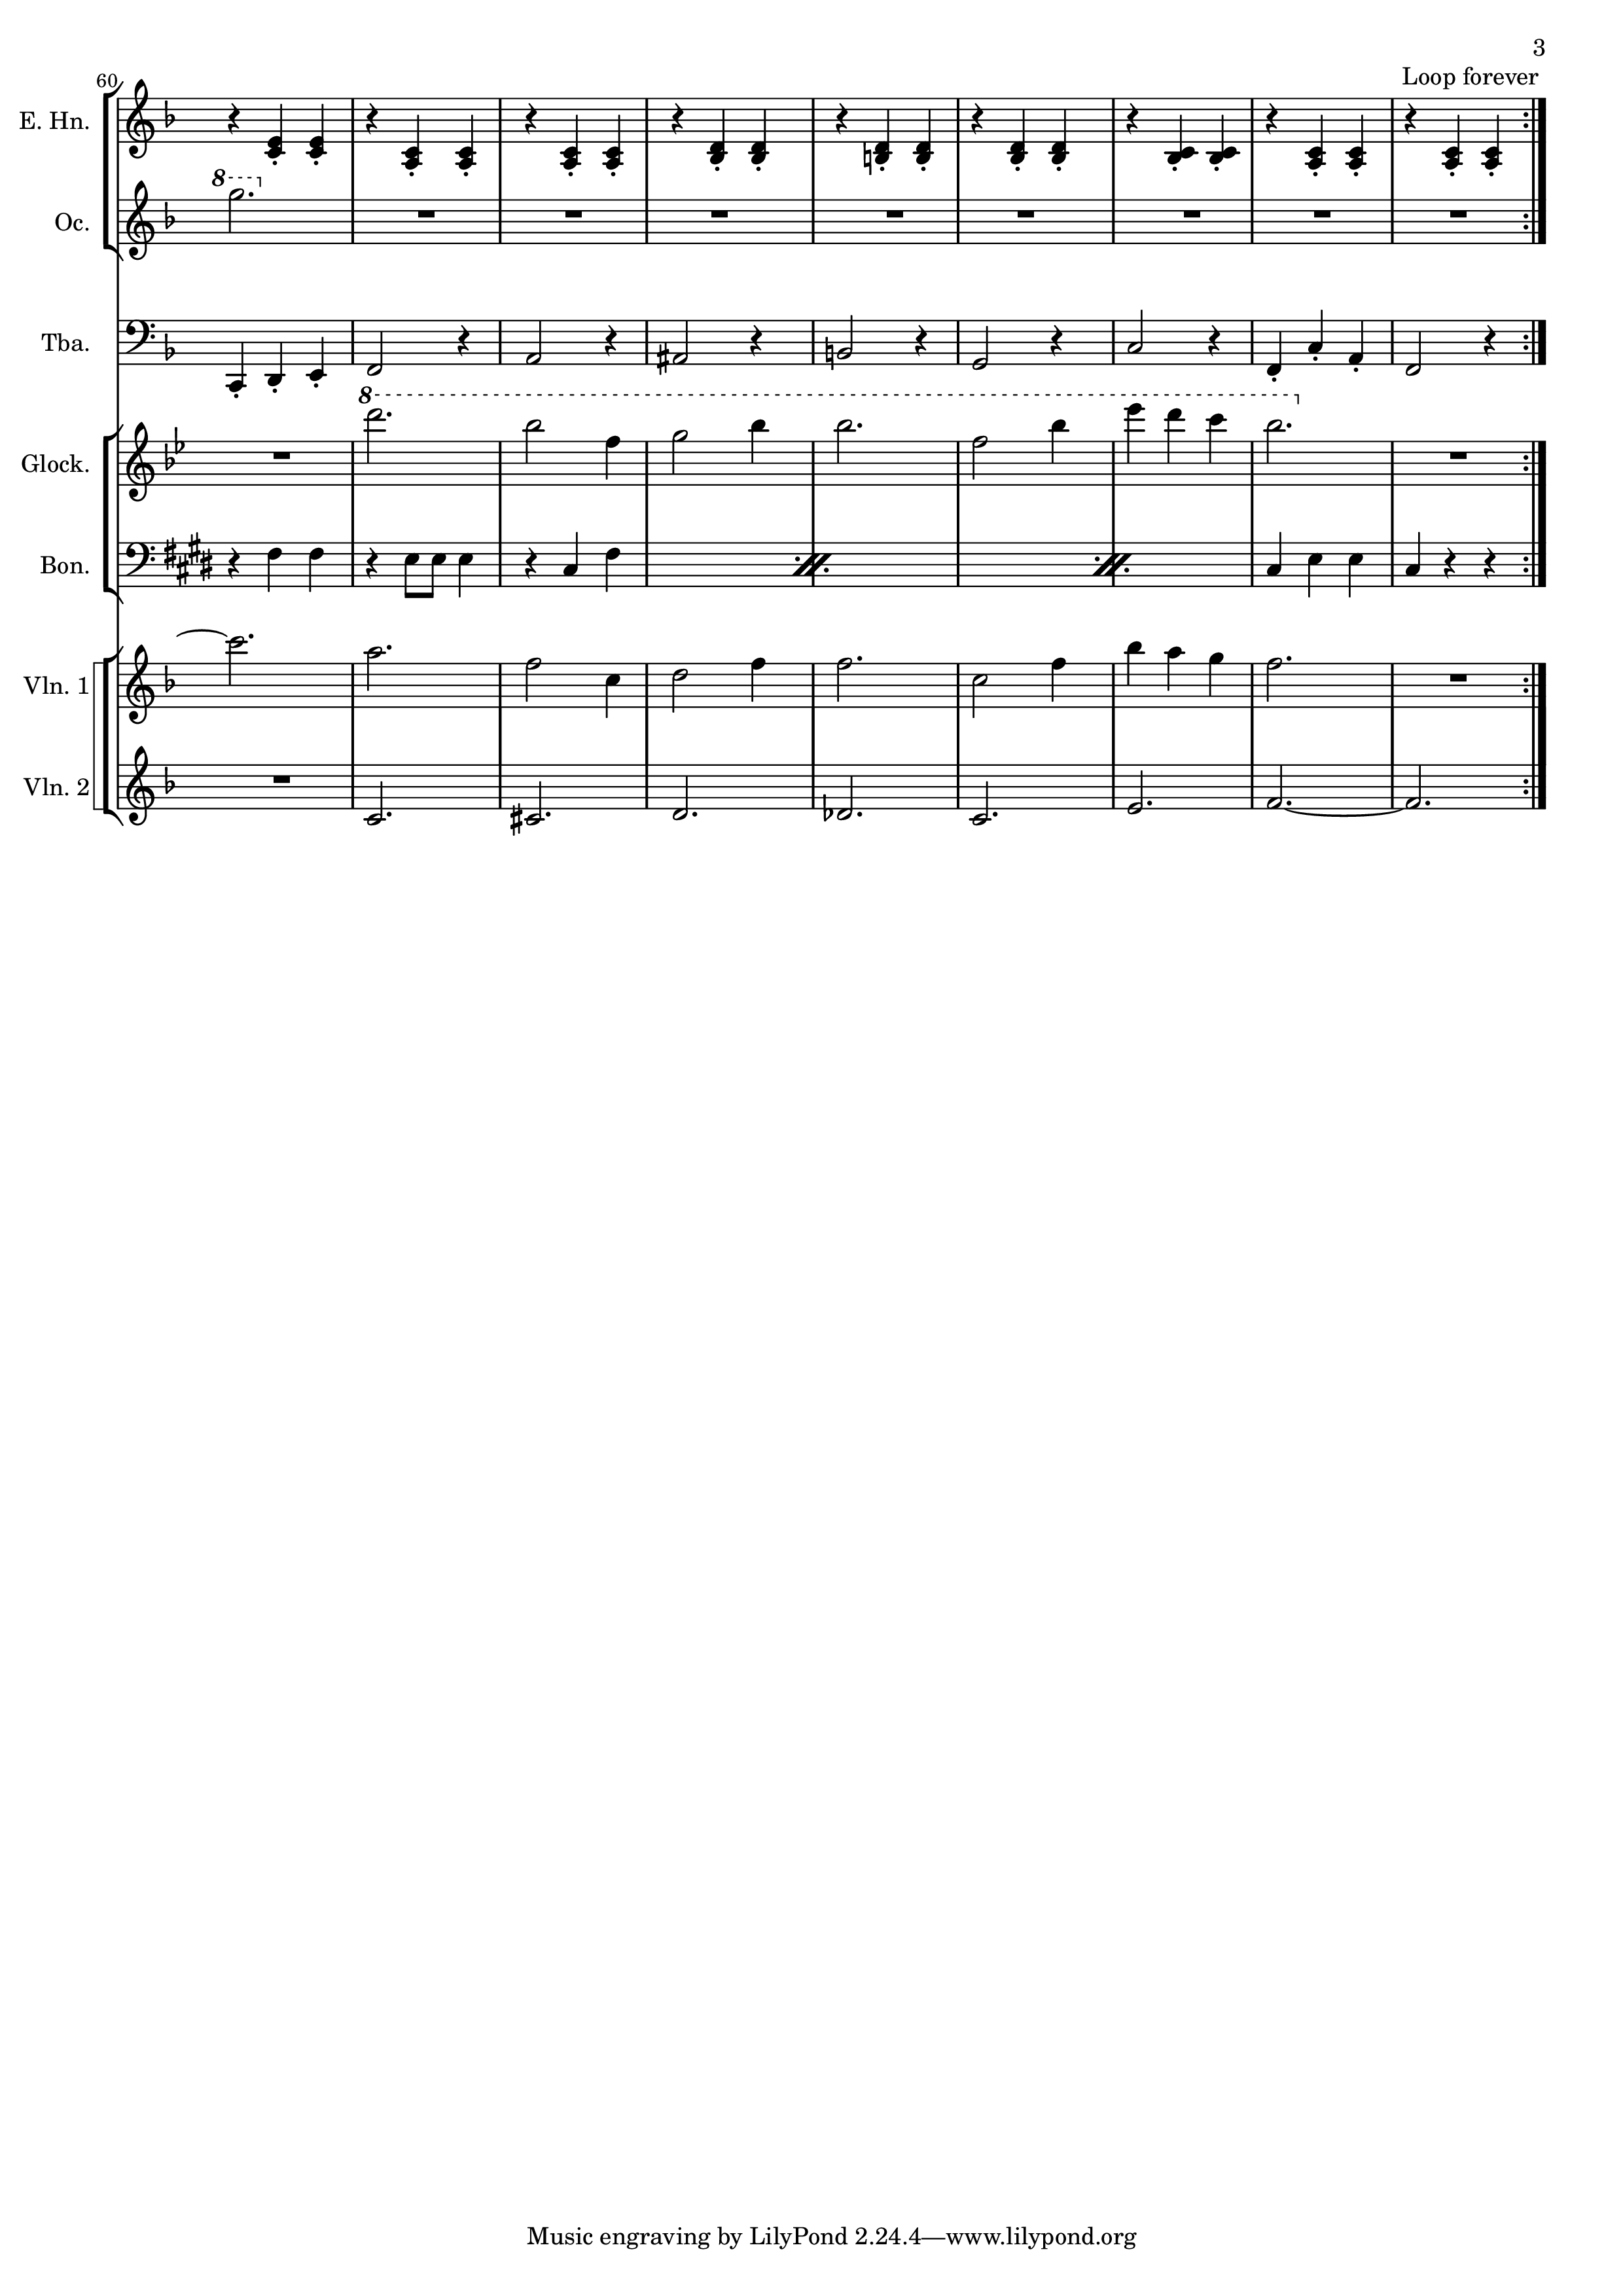 3
Loop forever
60
E. Hn.
8
Oc.
Tba.
8
Glock.
Bon.
Vln. 1
Vln. 2
Music engraving by LilyPond 2.24.4—www.lilypond.org